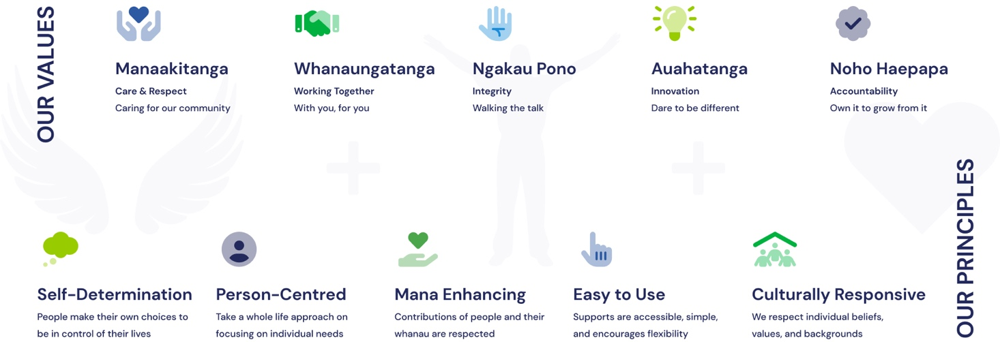 OUR VALUES
Manaakitanga
Care & Respect
Caring for our community
Whanaungatanga
Working Together
With you, for you
Ngakau Pono
Integrity
Walking the talk
Auahatanga
Innovation
Dare to be different
Noho Haepapa
Accountability
Own it to grow from it
OUR PRINCIPLES
Self-Determination
People make their own choices to
be in control of their lives
Person-Centred
Take a whole life approach on
focusing on individual needs
Mana Enhancing
Contributions of people and their
whanau are respected
Easy to Use
Supports are accessible, simple,
and encourages flexibility
Culturally Responsive
We respect individual beliefs,
values, and backgrounds